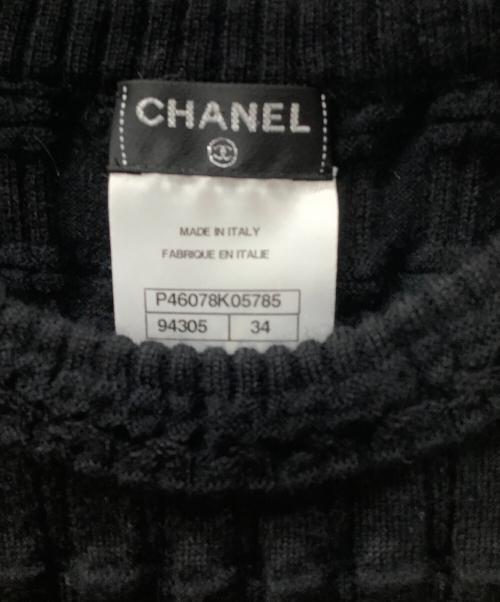 CHANEL
MADE IN ITALY
FABRIQUE EN ITALIE
P46078K05785
94305 34